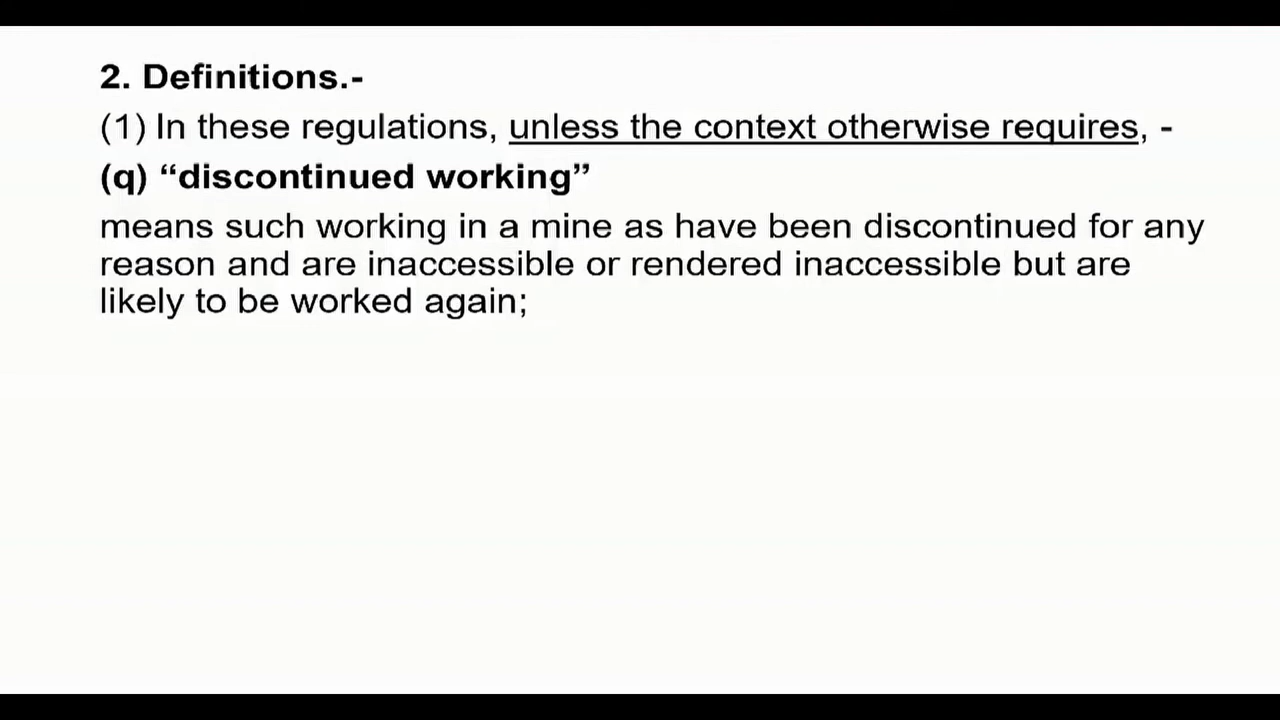 2. Definitions.-
(1) In these regulations, unless the context otherwise requires, -
(q) “discontinued working”
means such working in a mine as have been discontinued for any
reason and are inaccessible or rendered inaccessible but are
likely to be worked again;